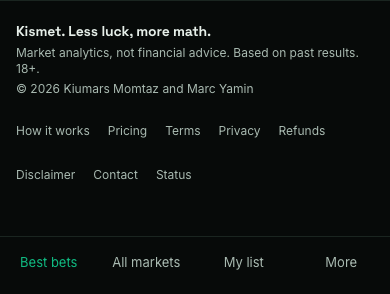 Kismet. Less luck, more math.
Market analytics, not financial advice. Based on past results.
18+.
© 2026 Kiumars Momtaz and Marc Yamin
How it works Pricing Terms Privacy Refunds
Disclaimer Contact Status
Best bets All markets My list More